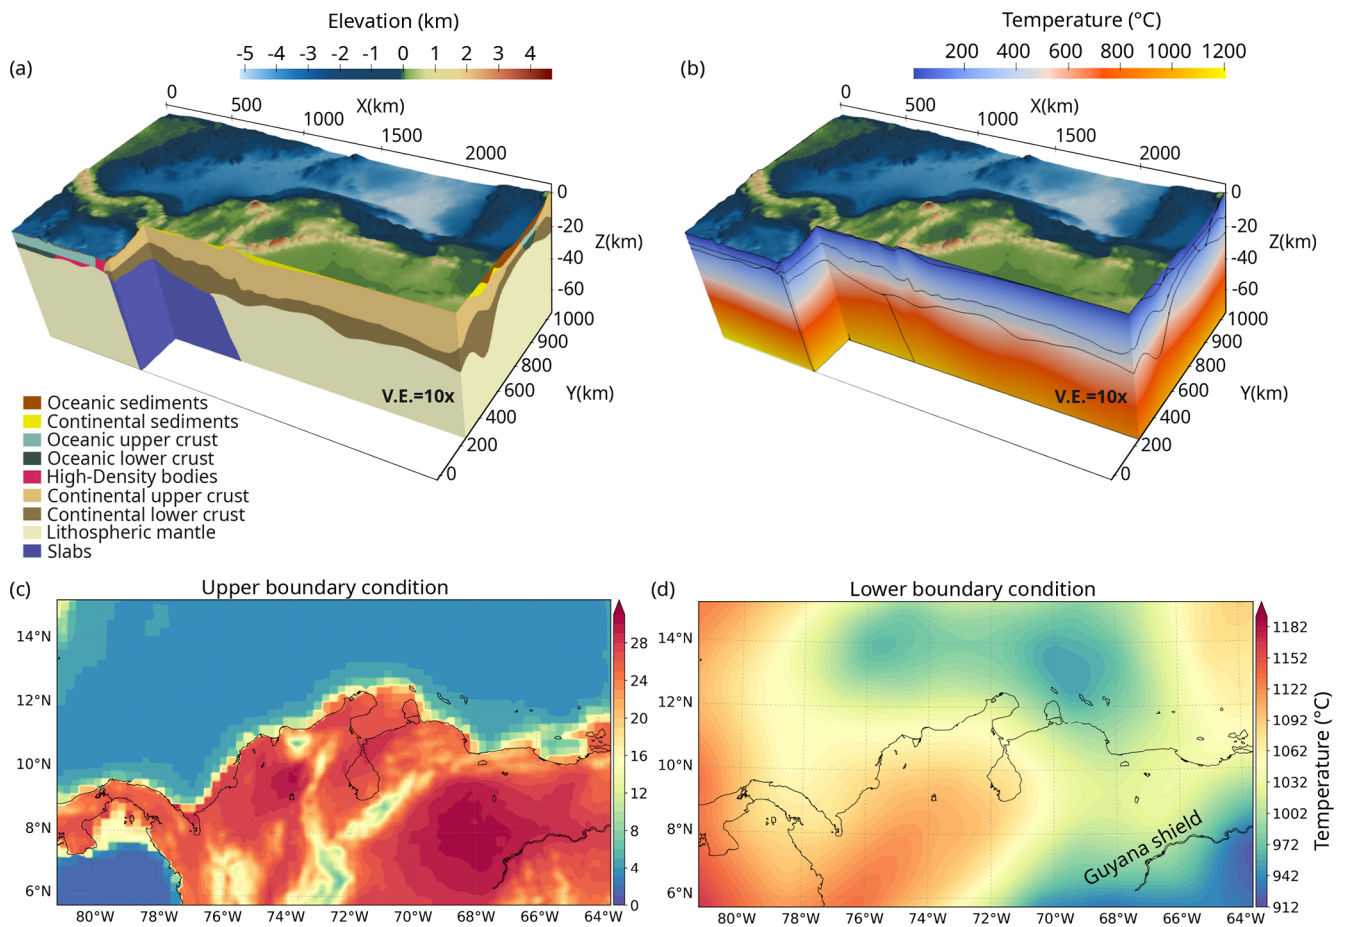 (a)
Elevation (km)
-5 -4 -3 -2 -1 0 1 2 3 4
0 500 1000 1500 2000
X(km)
0
-20
Z(km)
-40
-60
1000
900
800
Y(km)
600
400
200
0
V.E.=10x
Oceanic sediments
Continental sediments
Oceanic upper crust
Oceanic lower crust
High-Density bodies
Continental upper crust
Continental lower crust
Lithospheric mantle
Slabs
(b)
Temperature (°C)
200 400 600 800 1000 1200
0 500 1000 1500 2000
X(km)
0
-20
Z(km)
-40
-60
1000
900
800
Y(km)
600
400
200
0
V.E.=10x
(c)
Upper boundary condition
14°N
12°N
10°N
8°N
6°N
80°W 78°W 76°W 74°W 72°W 70°W 68°W 66°W 64°W
28
24
20
16
12
8
4
0
(d)
Lower boundary condition
14°N
12°N
10°N
8°N
6°N
80°W 78°W 76°W 74°W 72°W 70°W 68°W 66°W 64°W
Guyana shield
1182
1152
1122
1092
1062
1032
1002
972
942
912
Temperature (°C)